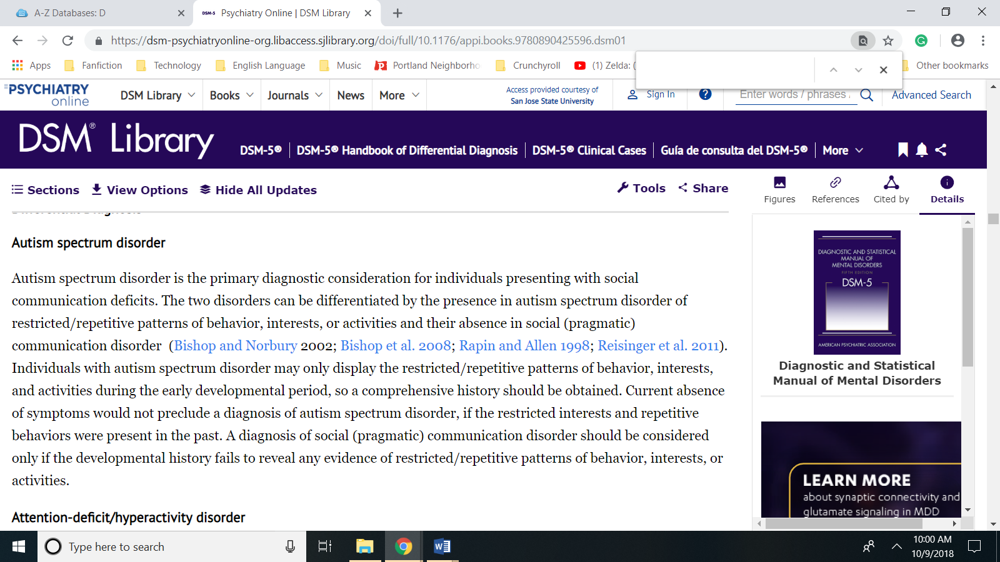 A-Z Databases: D
DSM-5 Psychiatry Online | DSM Library
https://dsm-psychiatryonline-org.libaccess.sjlibrary.org/doi/full/10.1176/appi.books.9780890425596.dsm01
Apps Fanfiction Technology English Language Music Portland Neighborho Crunchyroll (1) Zelda: ( Other bookmarks
PSYCHIATRY
online
DSM Library Books Journals News More
Access provided courtesy of
San Jose State University
Sign In ? Enter words / phrases / Advanced Search
DSM® Library
DSM-5® DSM-5® Handbook of Differential Diagnosis DSM-5® Clinical Cases Guía de consulta del DSM-5® More
Sections View Options Hide All Updates Tools Share
Figures References Cited by Details
Differential Diagnosis
Autism spectrum disorder
Autism spectrum disorder is the primary diagnostic consideration for individuals presenting with social
communication deficits. The two disorders can be differentiated by the presence in autism spectrum disorder of
restricted/repetitive patterns of behavior, interests, or activities and their absence in social (pragmatic)
communication disorder (Bishop and Norbury 2002; Bishop et al. 2008; Rapin and Allen 1998; Reisinger et al. 2011).
Individuals with autism spectrum disorder may only display the restricted/repetitive patterns of behavior, interests,
and activities during the early developmental period, so a comprehensive history should be obtained. Current absence
of symptoms would not preclude a diagnosis of autism spectrum disorder, if the restricted interests and repetitive
behaviors were present in the past. A diagnosis of social (pragmatic) communication disorder should be considered
only if the developmental history fails to reveal any evidence of restricted/repetitive patterns of behavior, interests, or
activities.
Attention-deficit/hyperactivity disorder
DIAGNOSTIC AND STATISTICAL
MANUAL OF
MENTAL DISORDERS
FIFTH EDITION
DSM-5
AMERICAN PSYCHIATRIC ASSOCIATION
Diagnostic and Statistical
Manual of Mental Disorders
LEARN MORE
about synaptic connectivity and
glutamate signaling in MDD
Type here to search
10:00 AM
10/9/2018